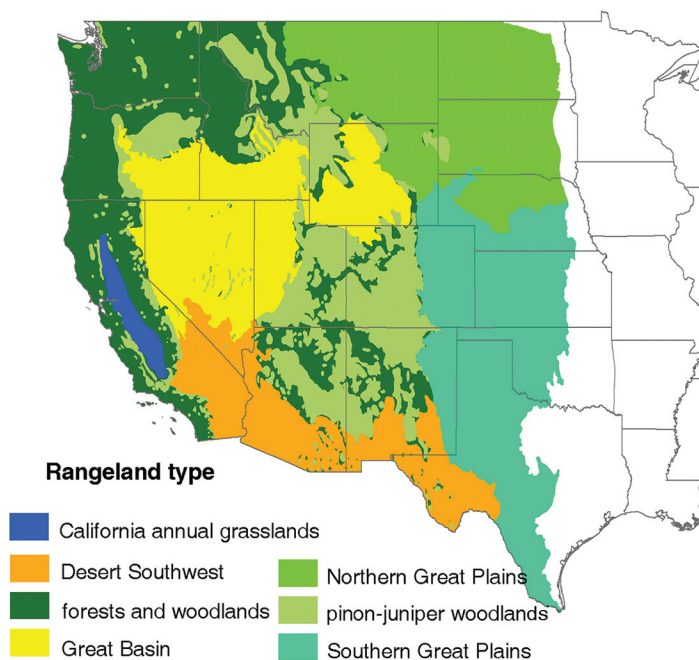 Rangeland type
California annual grasslands
Desert Southwest
forests and woodlands
Great Basin
Northern Great Plains
pinon-juniper woodlands
Southern Great Plains